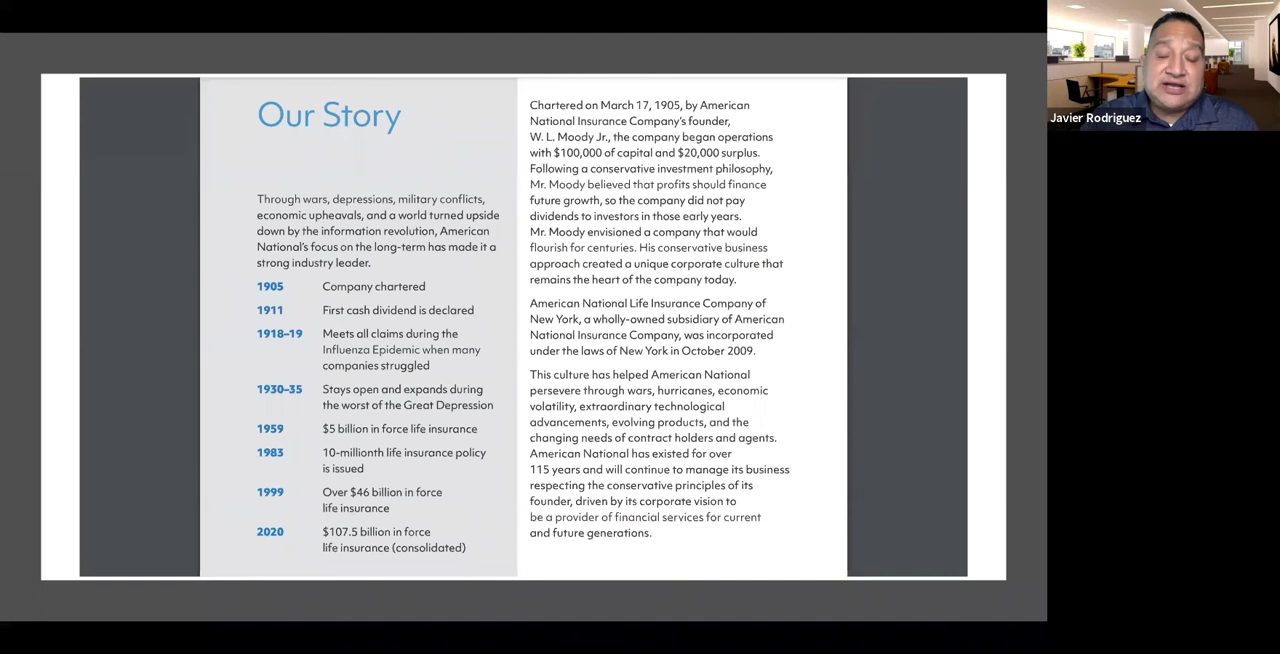 Our Story
Through wars, depressions, military conflicts,
economic upheavals, and a world turned upside
down by the information revolution, American
National's focus on the long-term has made it a
strong industry leader.
1905 Company chartered
1911 First cash dividend is declared
1918–19 Meets all claims during the
Influenza Epidemic when many
companies struggled
1930–35 Stays open and expands during
the worst of the Great Depression
1959 $5 billion in force life insurance
1983 10-millionth life insurance policy
is issued
1999 Over $46 billion in force
life insurance
2020 $107.5 billion in force
life insurance (consolidated)
Chartered on March 17, 1905, by American
National Insurance Company's founder,
W. L. Moody Jr., the company began operations
with $100,000 of capital and $20,000 surplus.
Following a conservative investment philosophy,
Mr. Moody believed that profits should finance
future growth, so the company did not pay
dividends to investors in those early years.
Mr. Moody envisioned a company that would
flourish for centuries. His conservative business
approach created a unique corporate culture that
remains the heart of the company today.
American National Life Insurance Company of
New York, a wholly-owned subsidiary of American
National Insurance Company, was incorporated
under the laws of New York in October 2009.
This culture has helped American National
persevere through wars, hurricanes, economic
volatility, extraordinary technological
advancements, evolving products, and the
changing needs of contract holders and agents.
American National has existed for over
115 years and will continue to manage its business
respecting the conservative principles of its
founder, driven by its corporate vision to
be a provider of financial services for current
and future generations.
Javier Rodriguez